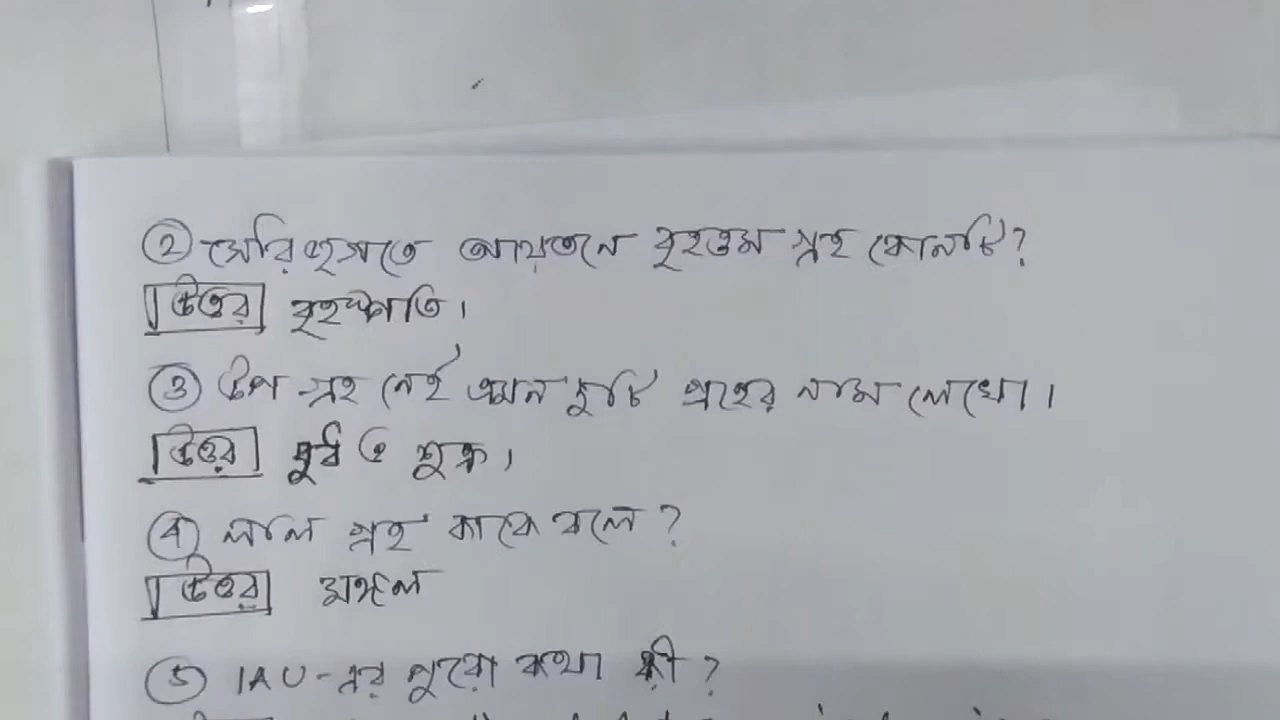 ② সৌরজগতে আয়তনে বৃহত্তম গ্রহ কোনটি?
উত্তর বৃহস্পতি।
③ উপ-গ্রহ নেই এমন দুটি গ্রহের নাম লেখো।
উত্তর বুধ ও শুক্র।
④ লাল গ্রহ কাকে বলে?
উত্তর মঙ্গল
⑤ IAU-এর পুরো কথা কী?